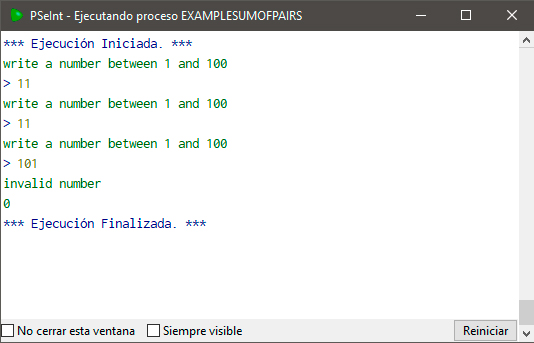 PSeInt - Ejecutando proceso EXAMPLESUMOFPAIRS
*** Ejecución Iniciada. ***
write a number between 1 and 100
> 11
write a number between 1 and 100
> 11
write a number between 1 and 100
> 101
invalid number
0
*** Ejecución Finalizada. ***
No cerrar esta ventana
Siempre visible
Reiniciar